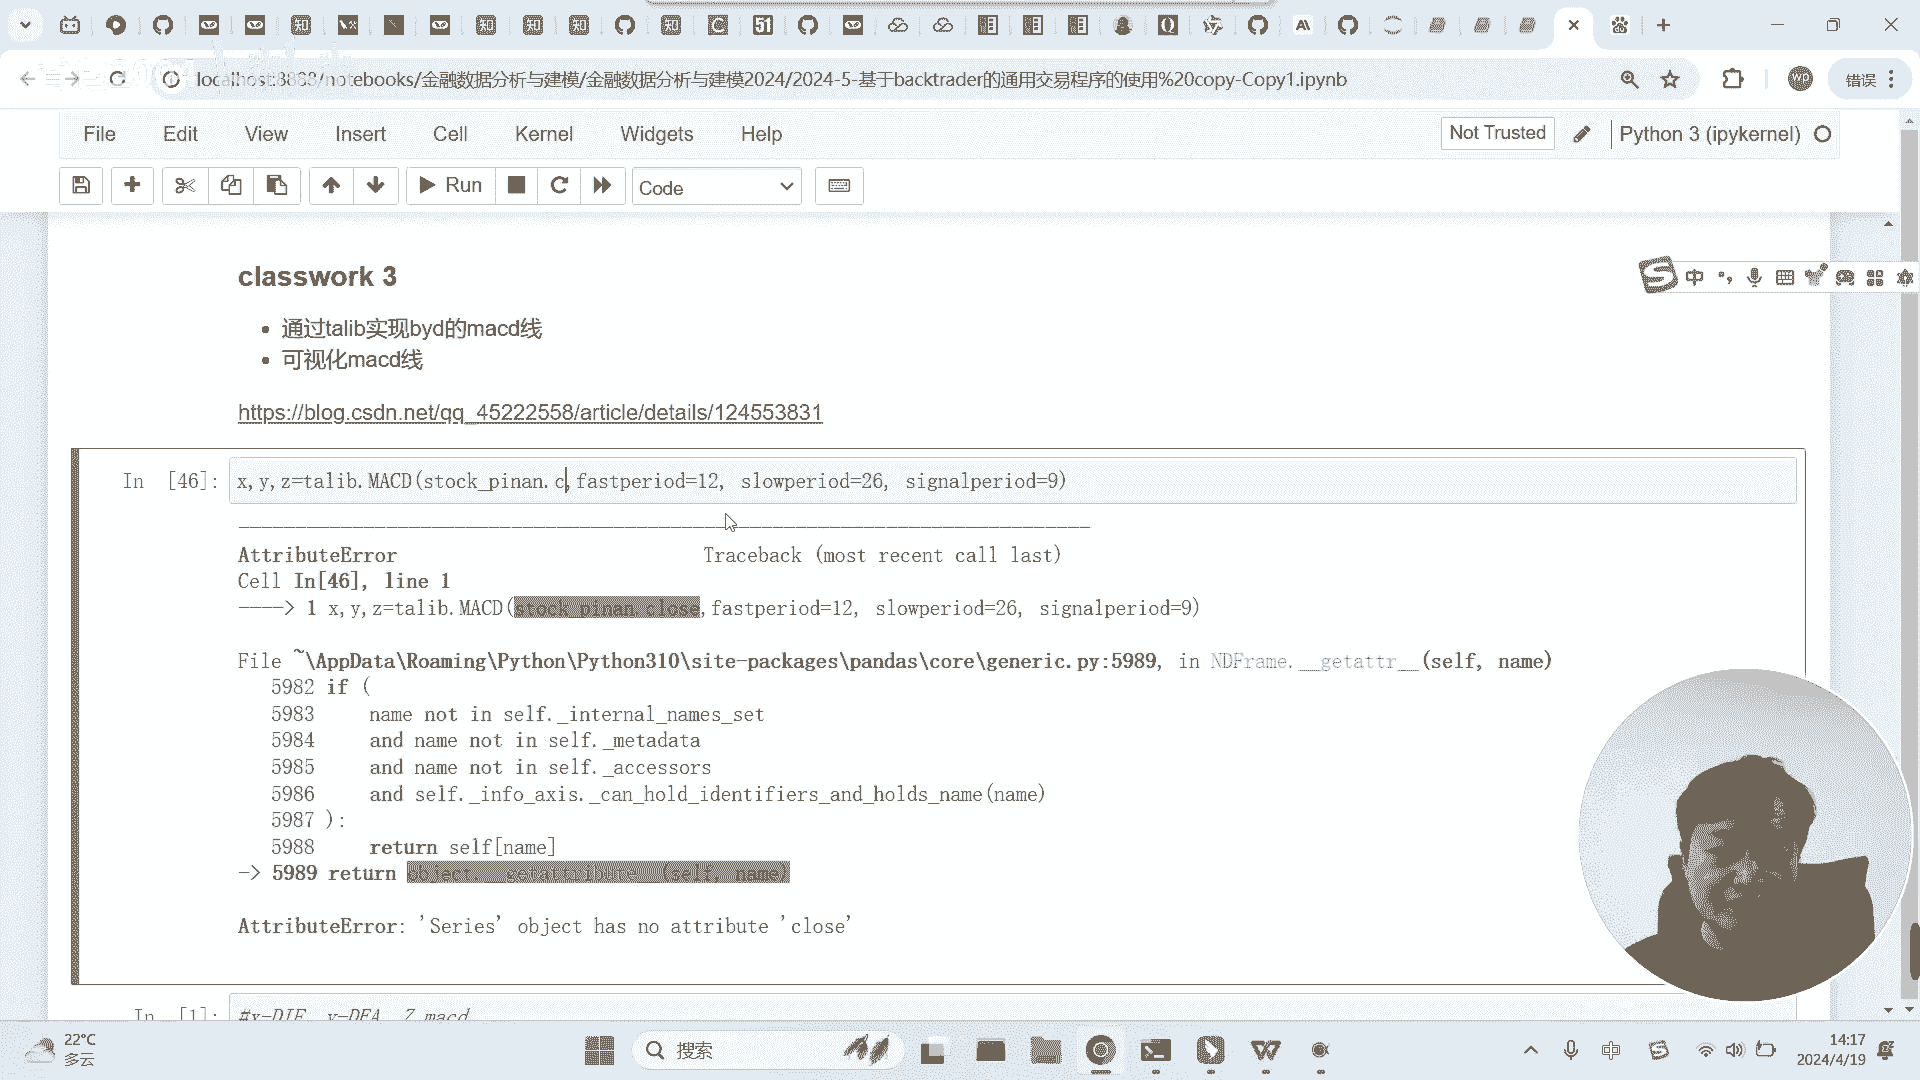 localhost:8888/notebooks/金融数据分析与建模/金融数据分析与建模2024/2024-5-基于backtrader的通用交易程序的使用%20copy-Copy1.ipynb
错误
File Edit View Insert Cell Kernel Widgets Help
Not Trusted
Python 3 (ipykernel)
Run
Code
classwork 3
通过talib实现byd的macd线
可视化macd线
https://blog.csdn.net/qq_45222558/article/details/124553831
In [46]: x,y,z=talib.MACD(stock_pinan.c,fastperiod=12, slowperiod=26, signalperiod=9)
AttributeError Traceback (most recent call last)
Cell In[46], line 1
----> 1 x,y,z=talib.MACD(stock_pinan.close,fastperiod=12, slowperiod=26, signalperiod=9)
File ~\AppData\Roaming\Python\Python310\site-packages\pandas\core\generic.py:5989, in NDFrame.__getattr__(self, name)
5982 if (
5983 name not in self._internal_names_set
5984 and name not in self._metadata
5985 and name not in self._accessors
5986 and self._info_axis._can_hold_identifiers_and_holds_name(name)
5987 ):
5988 return self[name]
-> 5989 return object.__getattribute__(self, name)
AttributeError: 'Series' object has no attribute 'close'
In [1]: #x-DIF y-DEA Z macd
22°C
多云
搜索
中
14:17
2024/4/19